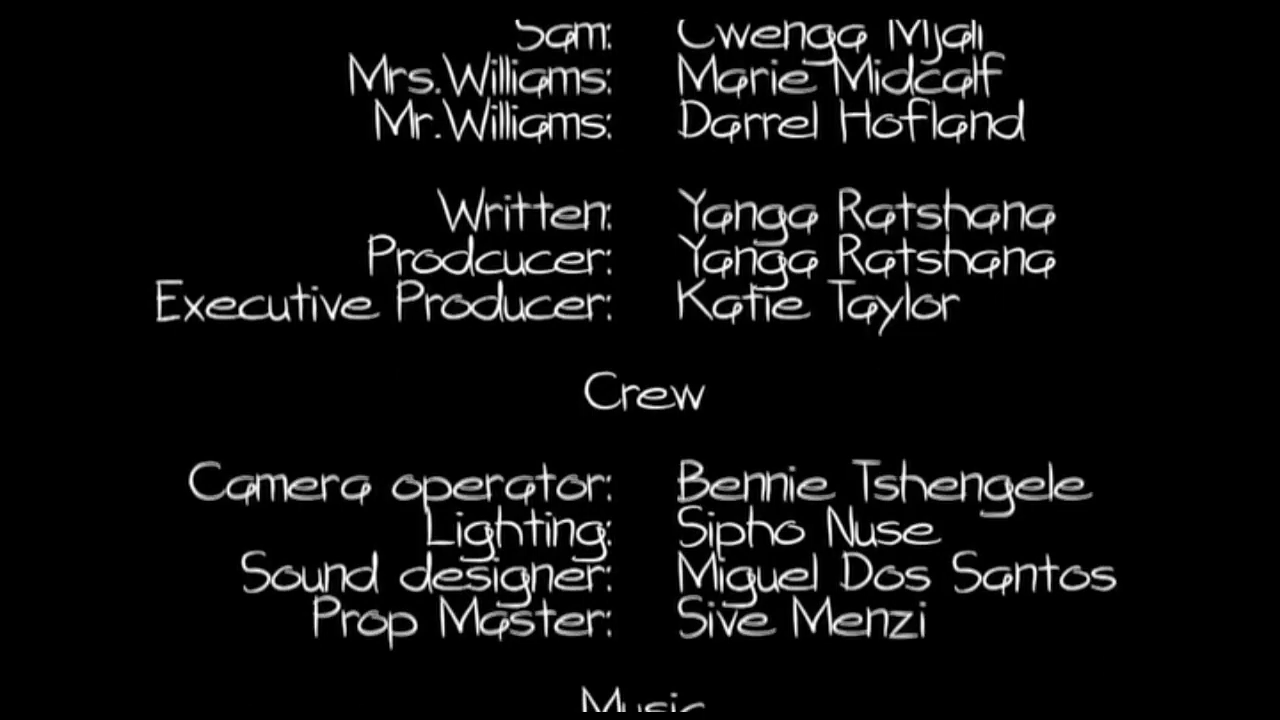 Sam: Cwenga Mjali
Mrs.Williams: Marie Midcalf
Mr.Williams: Darrel Hofland
Written: Yanga Ratshana
Prodcucer: Yanga Ratshana
Executive Producer: Katie Taylor
Crew
Camera operator: Bennie Tshengele
Lighting: Sipho Nuse
Sound designer: Miguel Dos Santos
Prop Master: Sive Menzi
Music